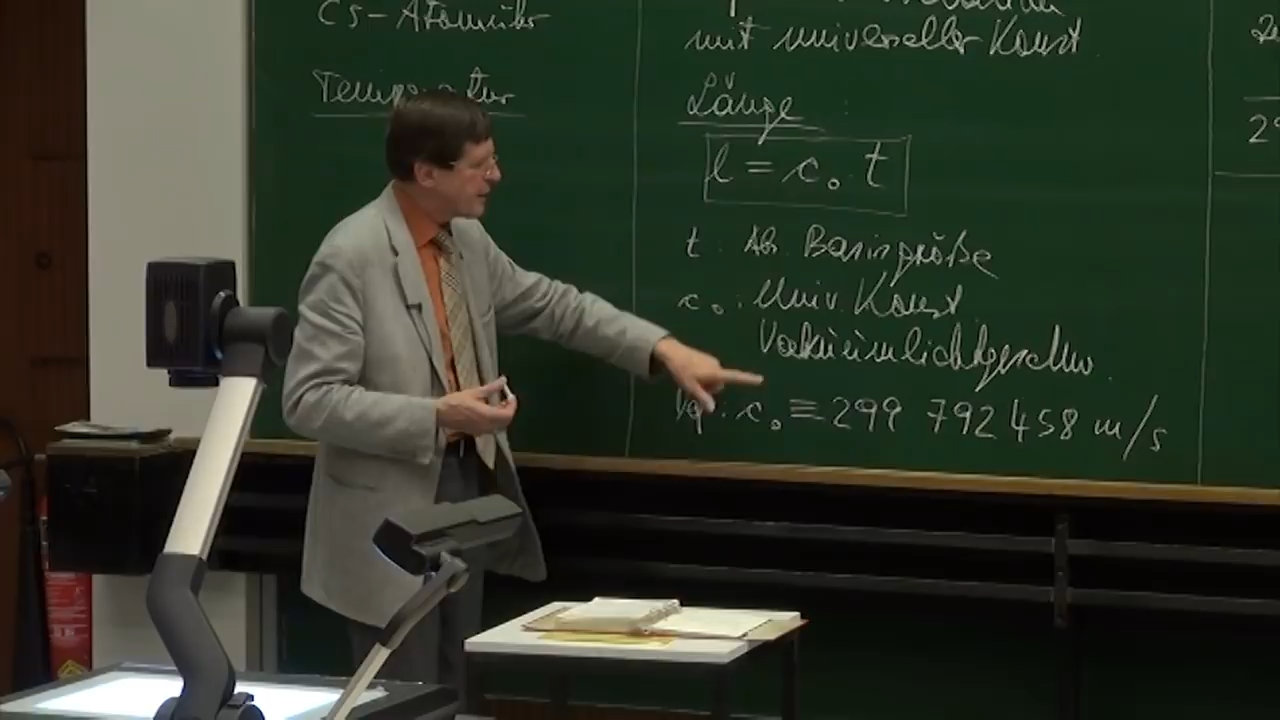 Cs-Atomuhr
Temperatur
mit universeller Konst
Länge :
l = c₀ t
t : Basisgröße
c₀ : Univ. Konst
Vakuumlichtgeschw.
c₀ ≡ 299 792 458 m/s